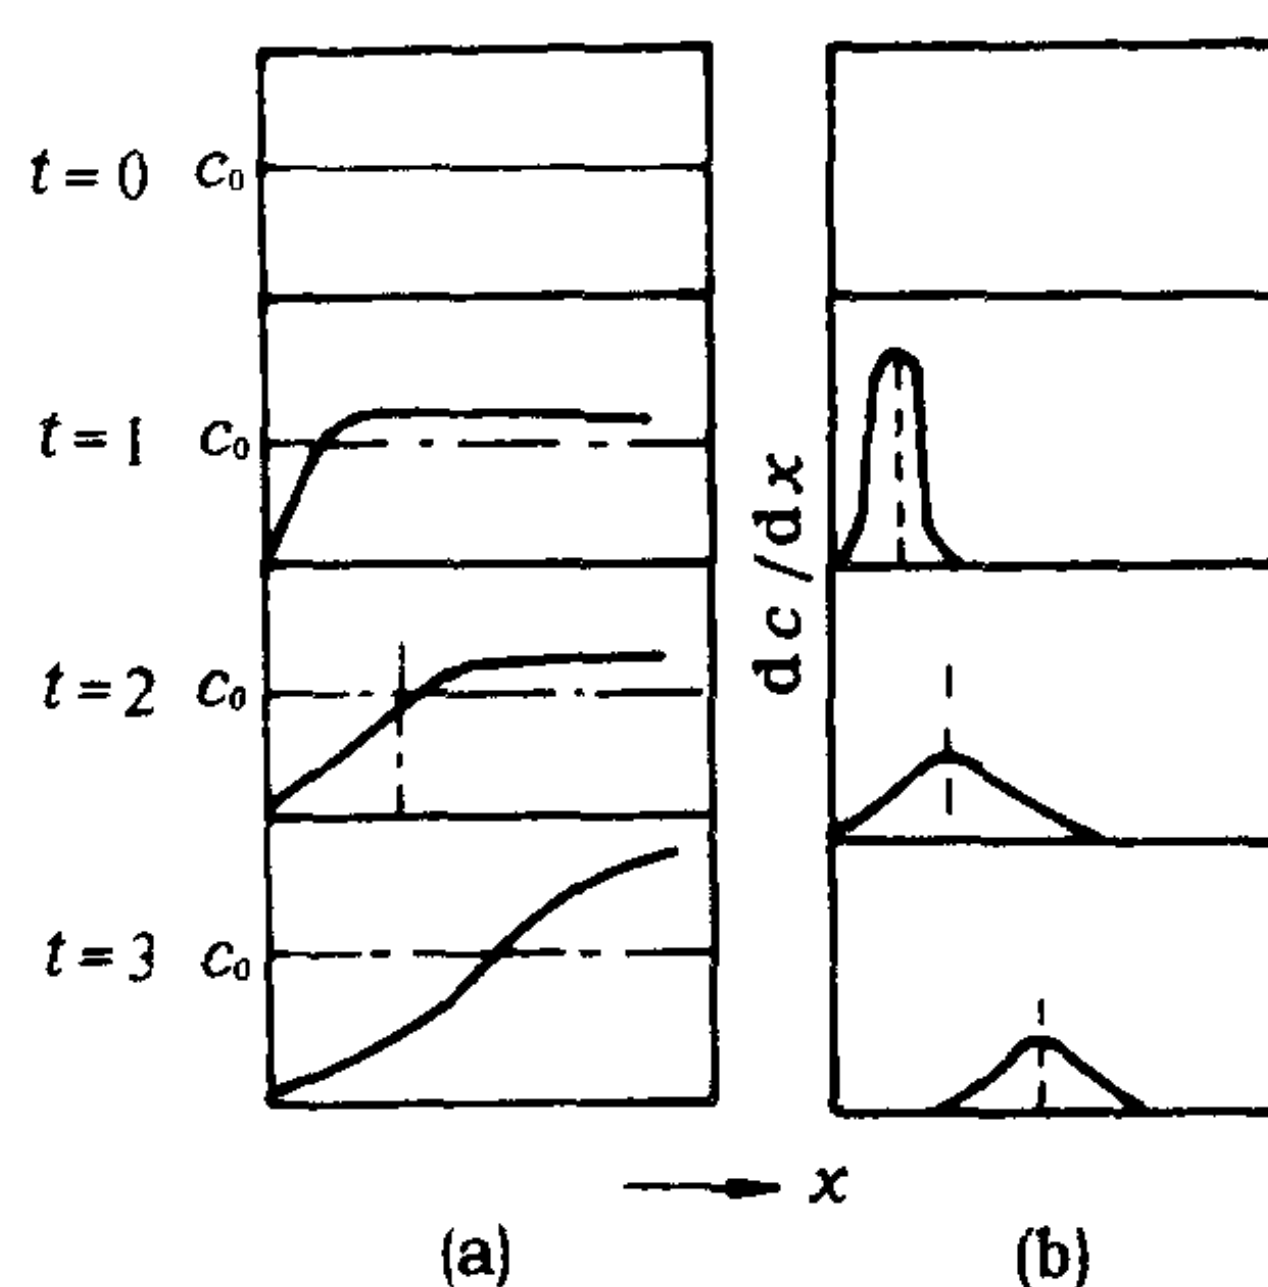 t = 0 c₀
t = 1 c₀
t = 2 c₀
t = 3 c₀
dc/dx
x
(a) (b)